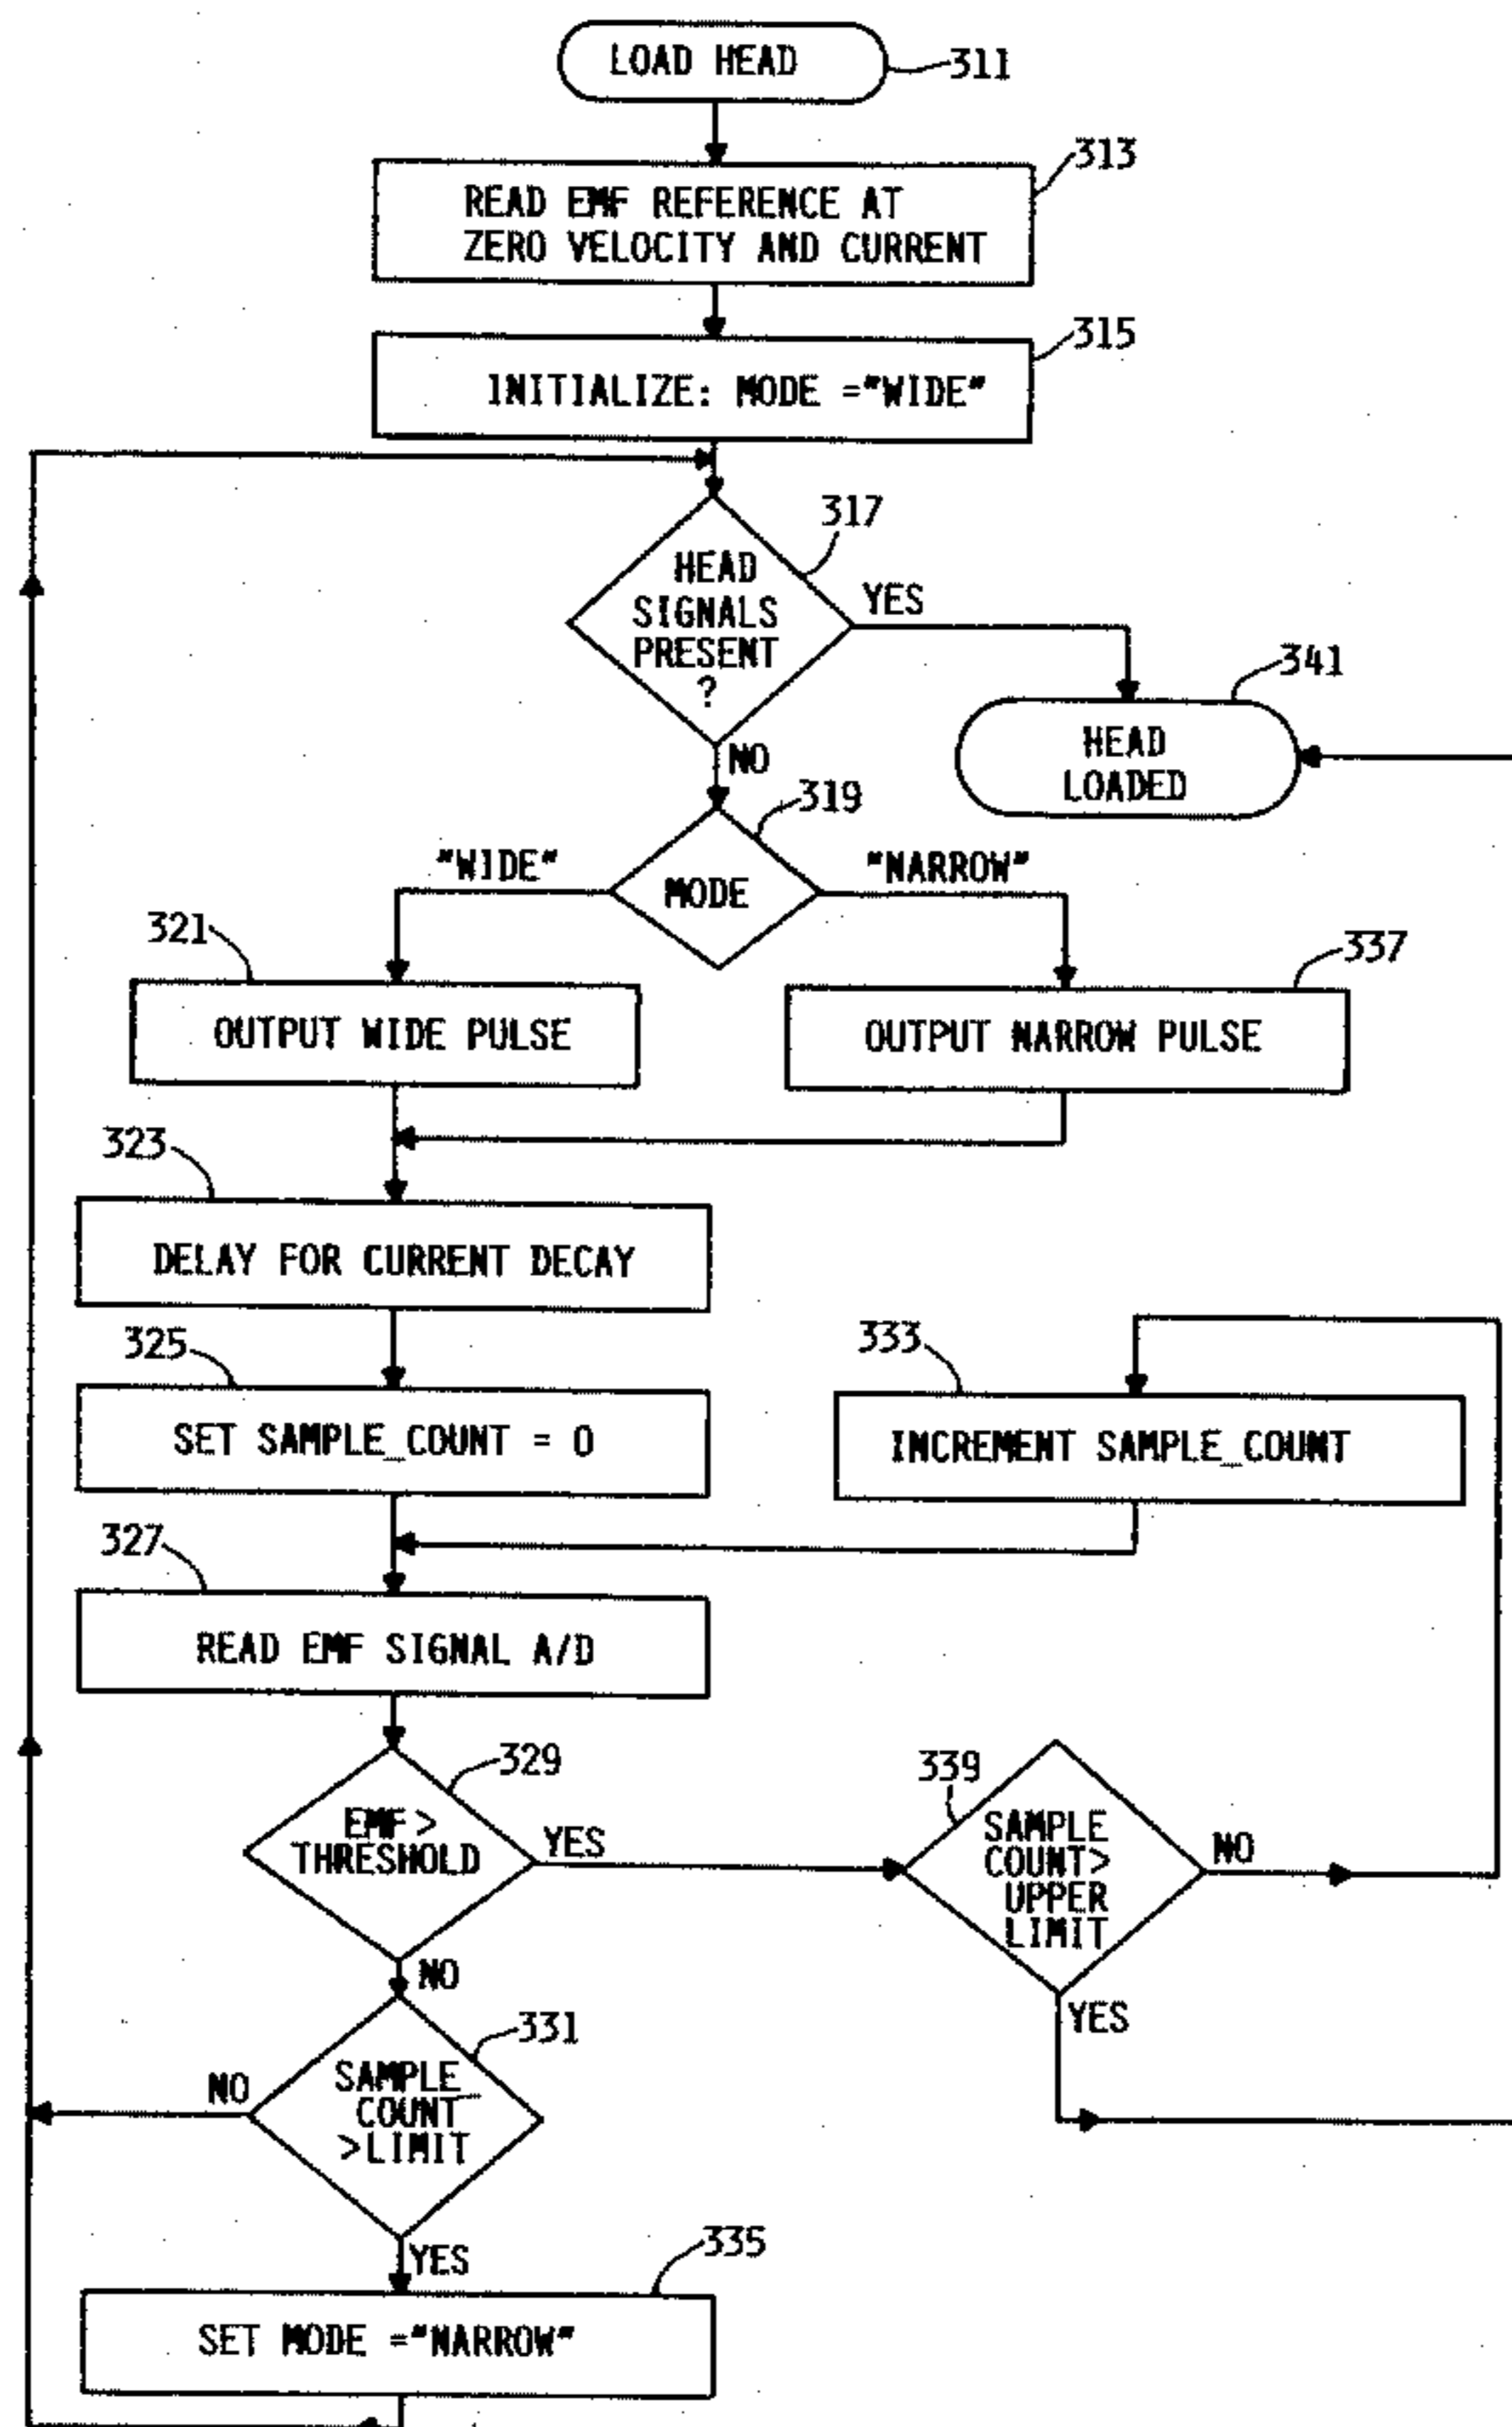 LOAD HEAD
311
313
READ EMF REFERENCE AT
ZERO VELOCITY AND CURRENT
315
INITIALIZE: MODE ="WIDE"
317
HEAD
SIGNALS
PRESENT
?
YES
NO
341
HEAD
LOADED
319
MODE
"WIDE"
"NARROW"
321
OUTPUT WIDE PULSE
337
OUTPUT NARROW PULSE
323
DELAY FOR CURRENT DECAY
325
SET SAMPLE_COUNT = 0
333
INCREMENT SAMPLE_COUNT
327
READ EMF SIGNAL A/D
329
EMF >
THRESHOLD
YES
NO
339
SAMPLE
COUNT>
UPPER
LIMIT
NO
YES
331
SAMPLE_
COUNT
>LIMIT
NO
YES
335
SET MODE ="NARROW"